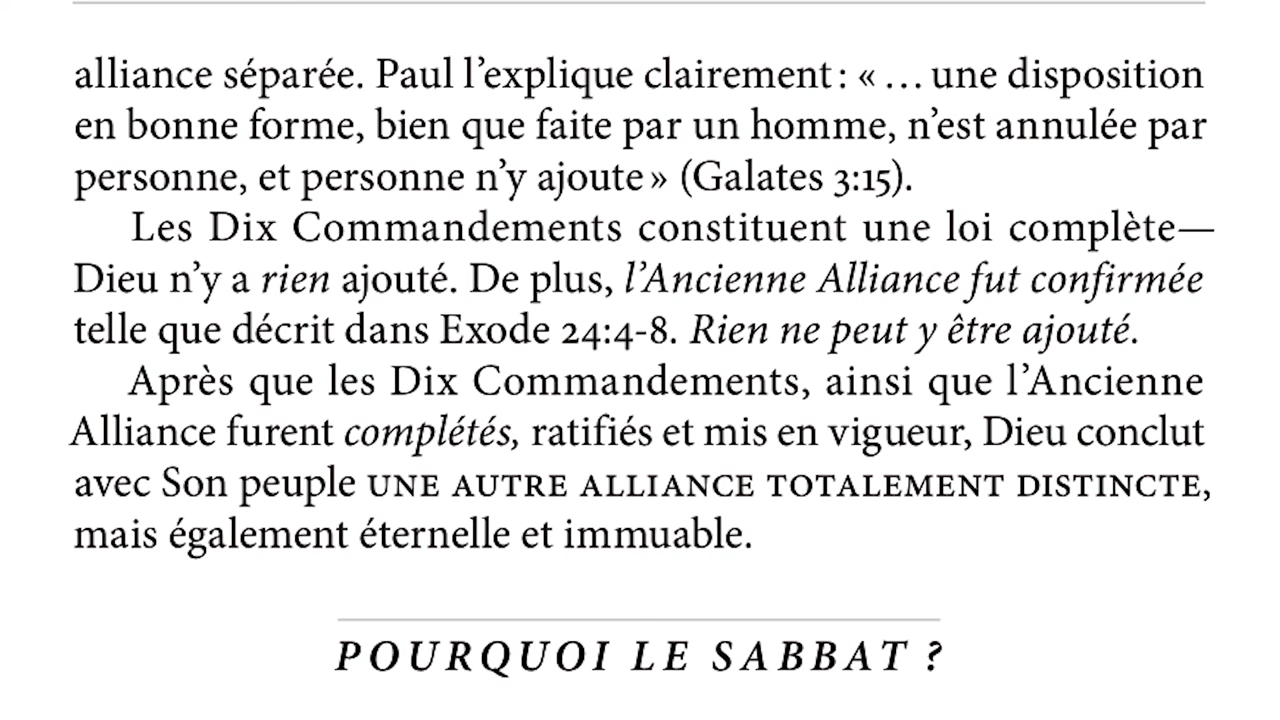 alliance séparée. Paul l’explique clairement : « … une disposition
en bonne forme, bien que faite par un homme, n’est annulée par
personne, et personne n’y ajoute » (Galates 3:15).
Les Dix Commandements constituent une loi complète—
Dieu n’y a rien ajouté. De plus, l’Ancienne Alliance fut confirmée
telle que décrit dans Exode 24:4-8. Rien ne peut y être ajouté.
Après que les Dix Commandements, ainsi que l’Ancienne
Alliance furent complétés, ratifiés et mis en vigueur, Dieu conclut
avec Son peuple UNE AUTRE ALLIANCE TOTALEMENT DISTINCTE,
mais également éternelle et immuable.
POURQUOI LE SABBAT ?